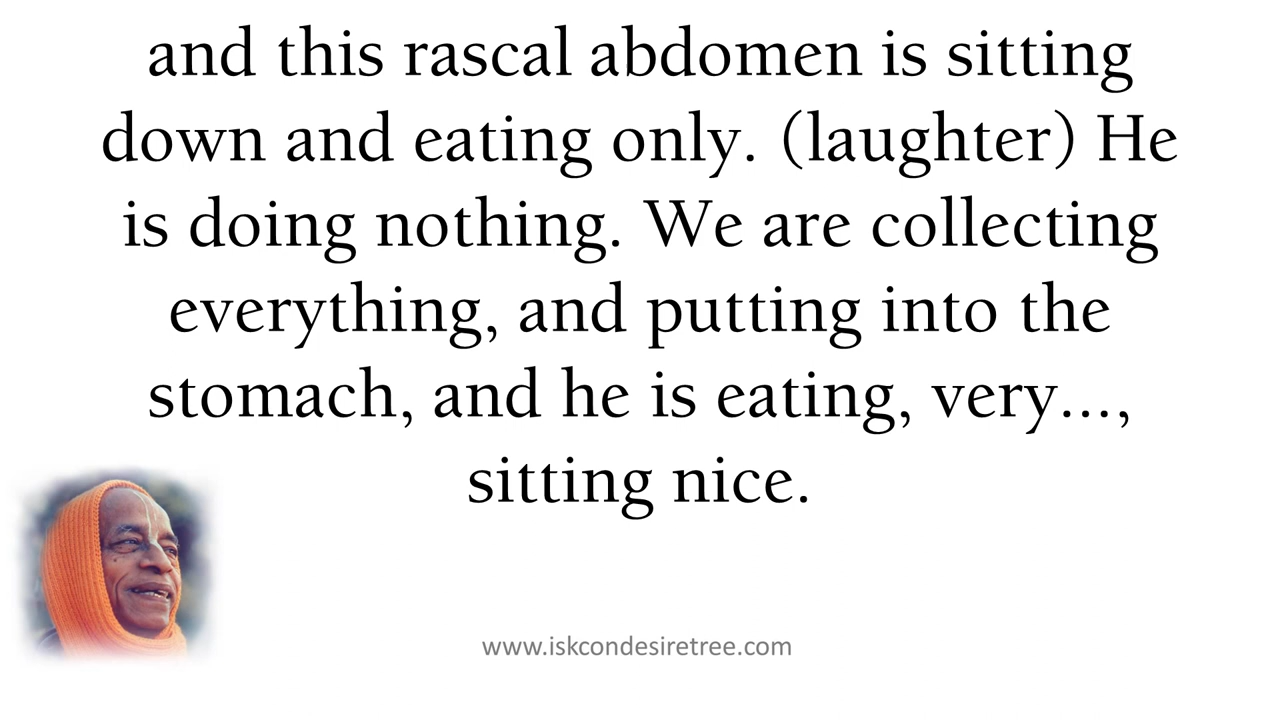 and this rascal abdomen is sitting
down and eating only. (laughter) He
is doing nothing. We are collecting
everything, and putting into the
stomach, and he is eating, very...,
sitting nice.
www.iskcondesiretree.com